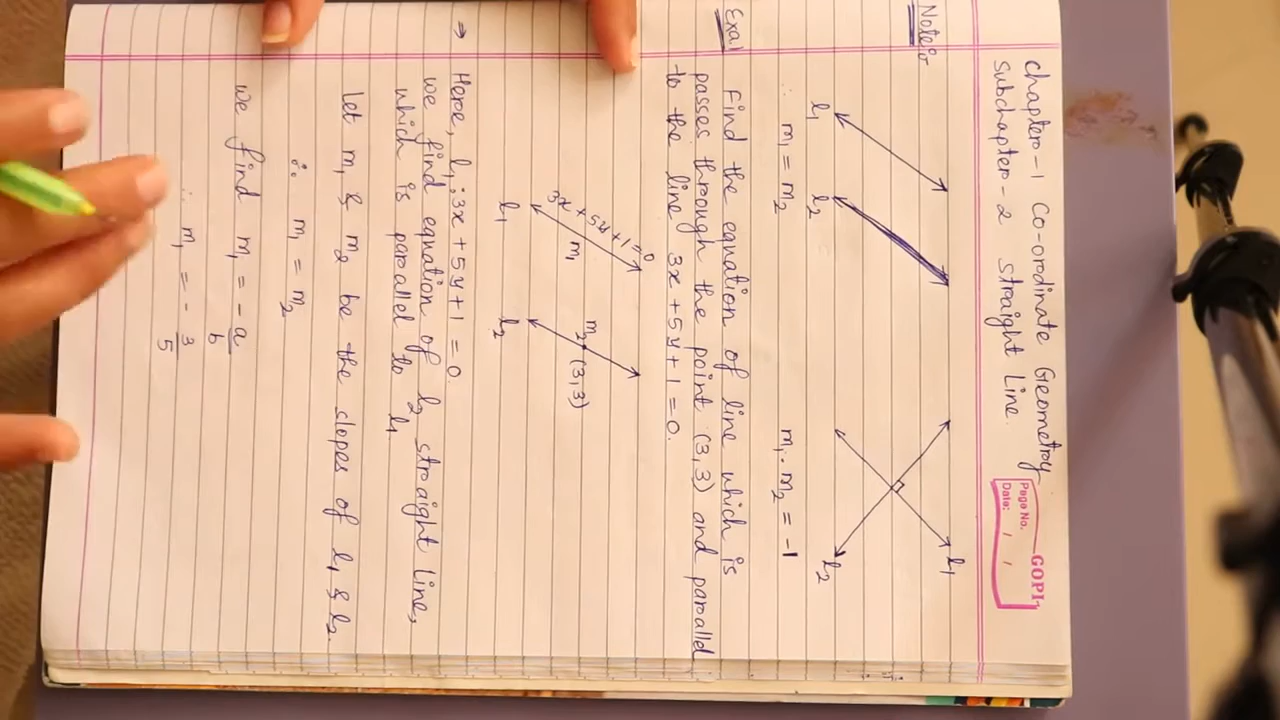 Chapter-1 Co-ordinate Geometry
Subchapter-2 Straight Line.
GOPI
Page No.
Date: / /
Note:-
l1 l2
l1
l2
∴ m1 = m2
m1 . m2 = -1
Exa: Find the equation of line which is
passes through the point (3,3) and parallel
to the line 3x+5y+1=0.
3x+5y+1=0
m1
m2 (3,3)
l1 l2
⇒ Here, l1 : 3x+5y+1=0.
we find equation of l2 straight line,
which is parallel to l1.
Let m1 & m2 be the slopes of l1 & l2.
∴ m1 = m2
we find m1 = -a/b
∴ m1 = -3/5